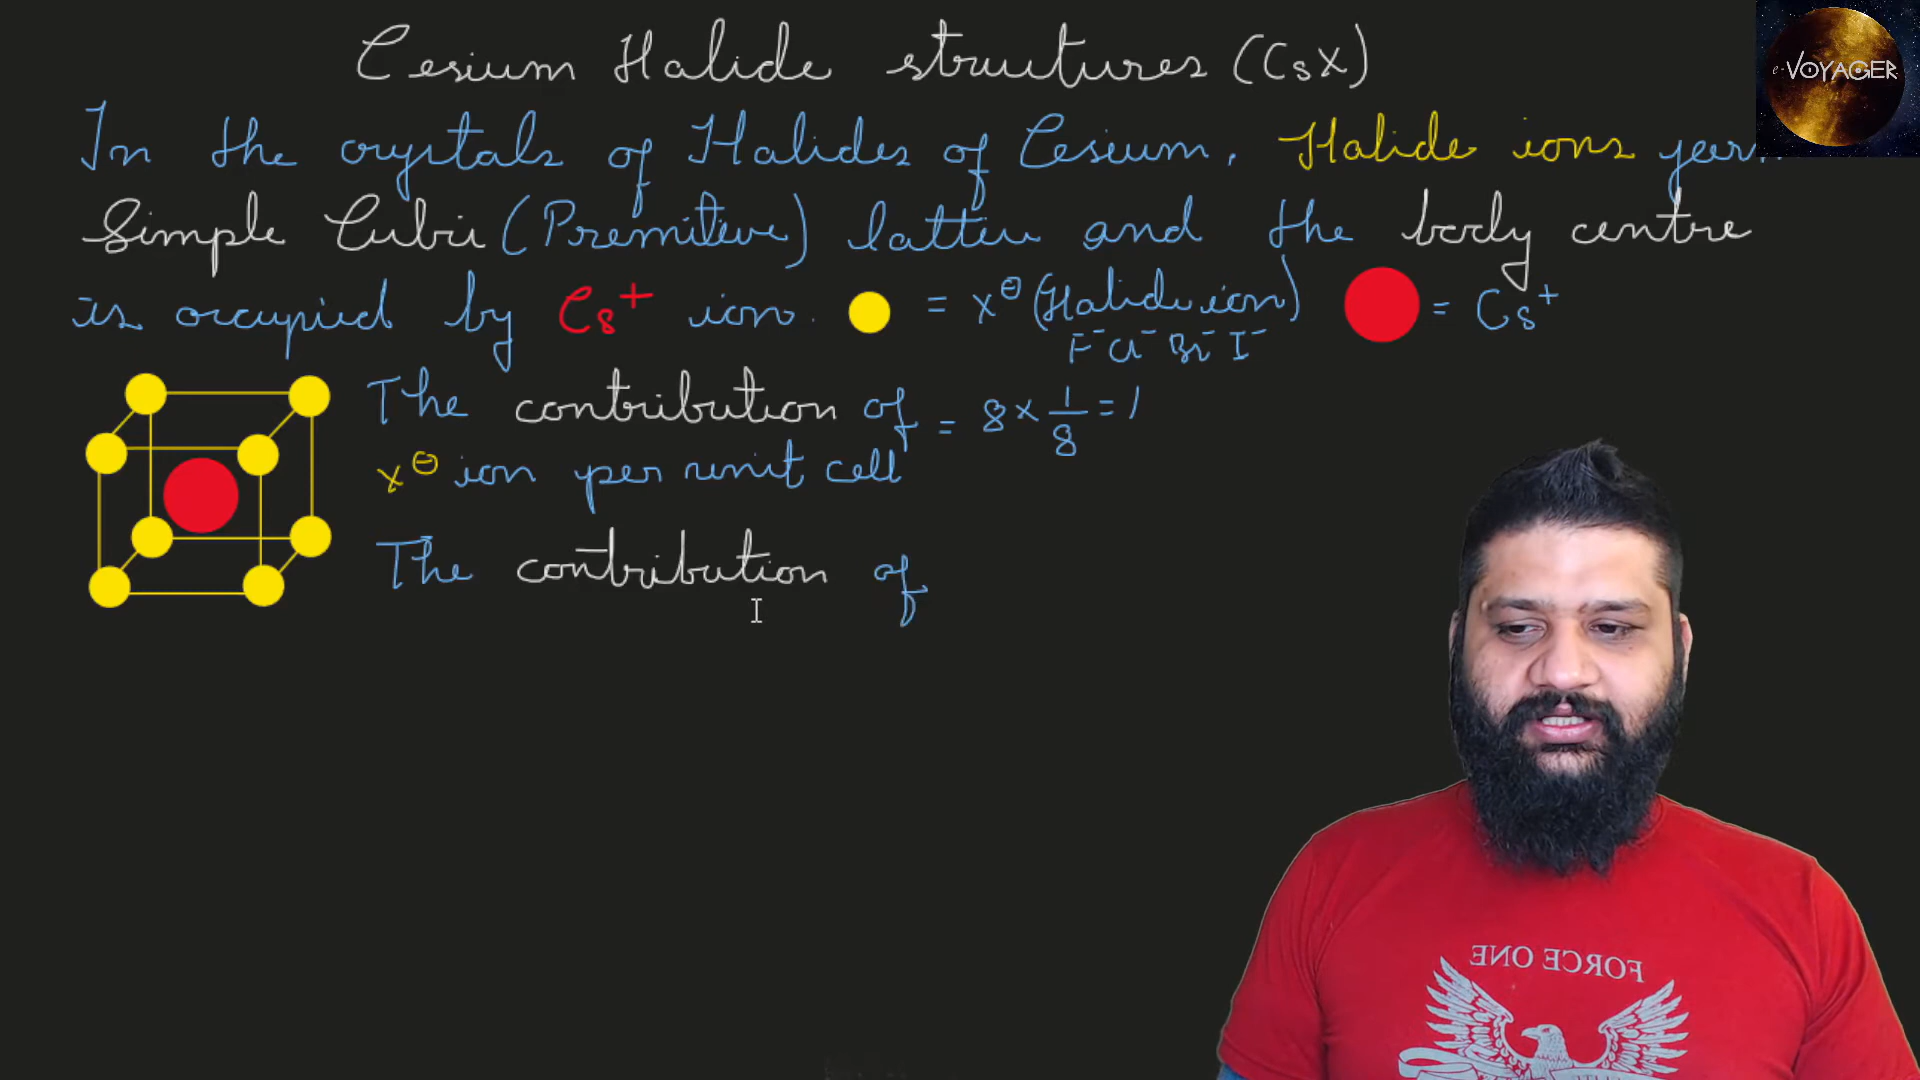 Cesium Halide structures (CsX)
e-VOYAGER
In the crystals of Halides of Cesium, Halide ions
Simple Cubic (Premitive) lattice and the body centre
is occupied by Cs⁺ ion. = X⊖ (Halide ion) = Cs⁺
F⁻ Cl⁻ Br⁻ I⁻
The contribution of
X⊖ ion per unit cell = 8 × 1/8 = 1
The contribution of
FORCE ONE